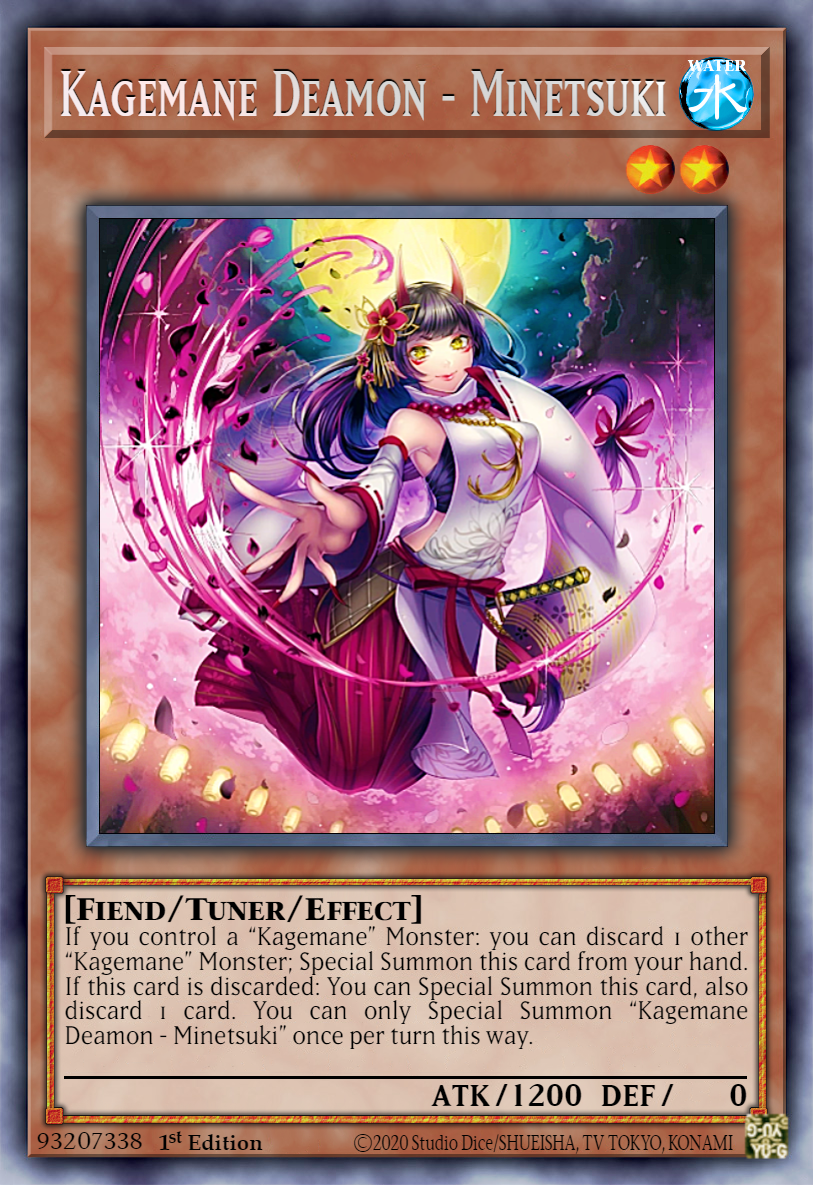 Kagemane Deamon - Minetsuki
WATER
水
[Fiend/Tuner/Effect]
If you control a “Kagemane” Monster: you can discard 1 other
“Kagemane” Monster; Special Summon this card from your hand.
If this card is discarded: You can Special Summon this card, also
discard 1 card. You can only Special Summon “Kagemane
Deamon - Minetsuki” once per turn this way.
ATK/1200 DEF/ 0
93207338 1st Edition ©2020 Studio Dice/SHUEISHA, TV TOKYO, KONAMI